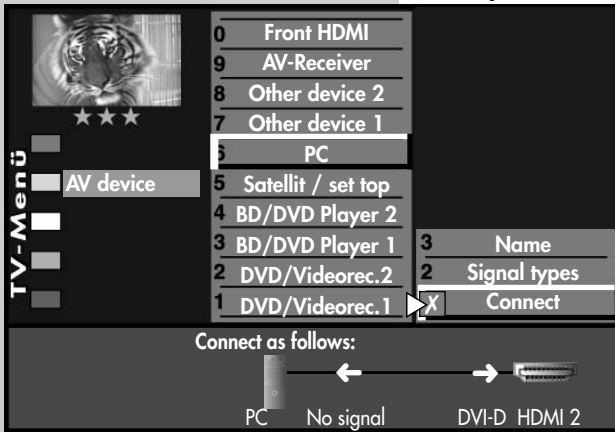 0 Front HDMI
9 AV-Receiver
8 Other device 2
7 Other device 1
6 PC
5 Satellit / set top
4 BD/DVD Player 2
3 BD/DVD Player 1
2 DVD/Videorec.2
1 DVD/Videorec.1
TV-Menü
AV device
3 Name
2 Signal types
X Connect
Connect as follows:
PC No signal DVI-D HDMI 2